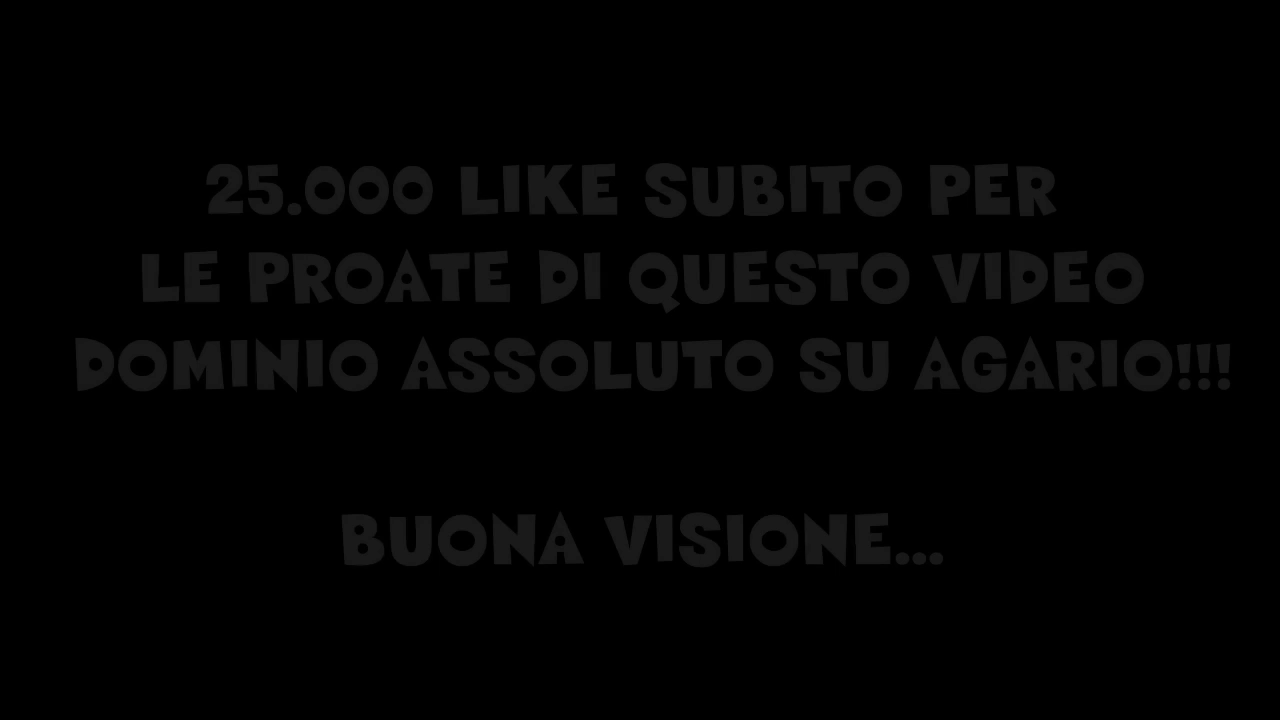 25.000 LIKE SUBITO PER
LE PROATE DI QUESTO VIDEO
DOMINIO ASSOLUTO SU AGARIO!!!
BUONA VISIONE...